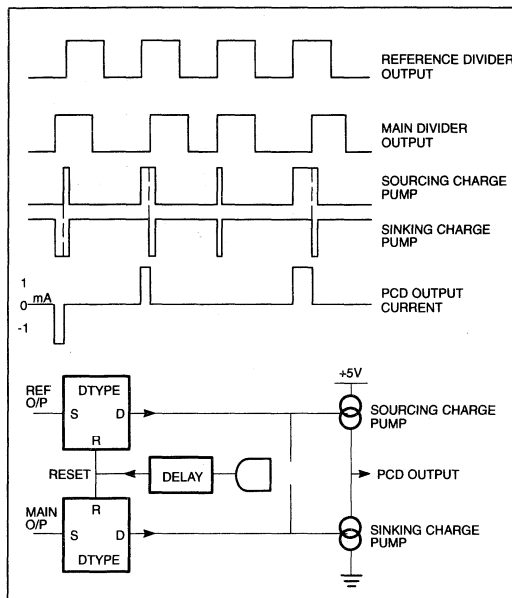 REFERENCE DIVIDER
OUTPUT
MAIN DIVIDER
OUTPUT
SOURCING CHARGE
PUMP
SINKING CHARGE
PUMP
1
mA
0
-1
PCD OUTPUT
CURRENT
+5V
REF
O/P
DTYPE
S D
R
SOURCING CHARGE
PUMP
RESET
DELAY
PCD OUTPUT
MAIN
O/P
R
S D
DTYPE
SINKING CHARGE
PUMP